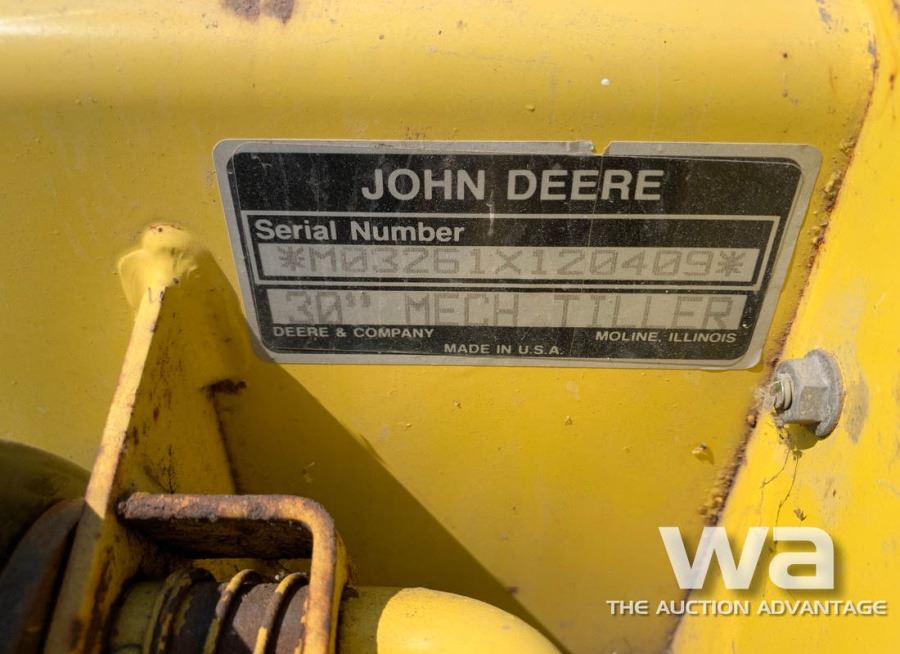 JOHN DEERE
Serial Number
*M03261X120409*
30" MECH TILLER
DEERE & COMPANY MOLINE, ILLINOIS
MADE IN U.S.A.
wa
THE AUCTION ADVANTAGE